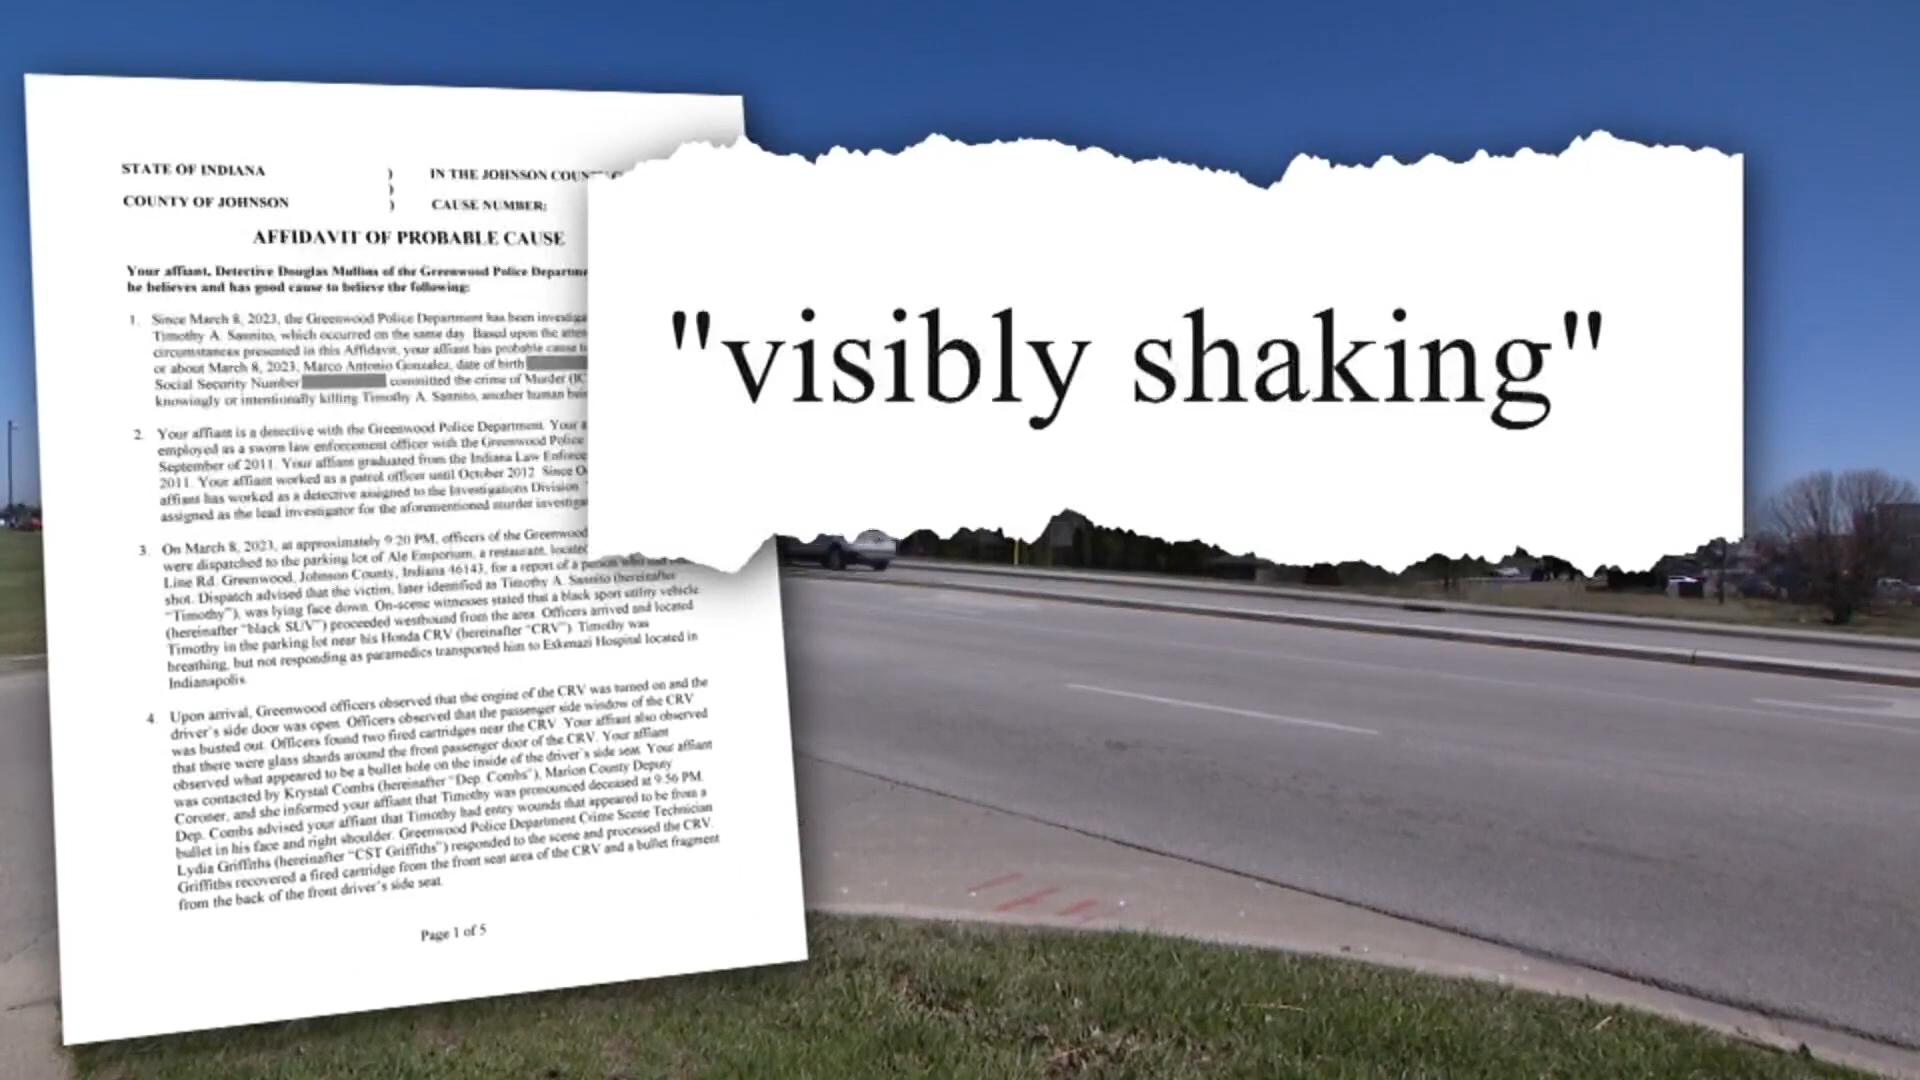 STATE OF INDIANA ) IN THE JOHNSON COUNTY
)
COUNTY OF JOHNSON ) CAUSE NUMBER:
AFFIDAVIT OF PROBABLE CAUSE
Your affiant, Detective Douglas Mullins of the Greenwood Police
he believes and has good cause to believe the following:
1. Since March 8, 2023, the Greenwood Police Department has been
Timothy A. Sannito, which occurred on the same day. Based upon the
circumstances presented in this Affidavit, your affiant has probable cause
or about March 8, 2023, Marco Antonio Gonzalez, date of birth
Social Security Number committed the crime of Murder
knowingly or intentionally killing Timothy A. Sannito, another human
2. Your affiant is a detective with the Greenwood Police Department. Your
employed as a sworn law enforcement officer with the Greenwood Police
September of 2011. Your affiant graduated from the Indiana Law
2011. Your affiant worked as a patrol officer until October 2012. Since
affiant has worked as a detective assigned to the Investigations Division.
assigned as the lead investigator for the aforementioned murder
3. On March 8, 2023, at approximately 9:20 PM, officers of the Greenwood
were dispatched to the parking lot of Ale Emporium, a restaurant,
Line Rd. Greenwood, Johnson County, Indiana 46143, for a report of a person
shot. Dispatch advised that the victim, later identified as Timothy A. Sannito (hereinafter
"Timothy"), was lying face down. On-scene witnesses stated that a black sport utility vehicle
(hereinafter "black SUV") proceeded westbound from the area. Officers arrived and located
Timothy in the parking lot near his Honda CRV (hereinafter "CRV"). Timothy was
breathing, but not responding as paramedics transported him to Eskenazi Hospital located in
Indianapolis.
4. Upon arrival, Greenwood officers observed that the engine of the CRV was turned on and the
driver's side door was open. Officers observed that the passenger side window of the CRV
was busted out. Officers found two fired cartridges near the CRV. Your affiant also observed
that there were glass shards around the front passenger door of the CRV. Your affiant
observed what appeared to be a bullet hole on the inside of the driver's side seat. Your affiant
was contacted by Krystal Combs (hereinafter "Dep. Combs"), Marion County Deputy
Coroner, and she informed your affiant that Timothy was pronounced deceased at 9:56 PM.
Dep. Combs advised your affiant that Timothy had entry wounds that appeared to be from a
bullet in his face and right shoulder. Greenwood Police Department Crime Scene Technician
Lydia Griffiths (hereinafter "CST Griffiths") responded to the scene and processed the CRV.
Griffiths recovered a fired cartridge from the front seat area of the CRV and a bullet fragment
from the back of the front driver's side seat.
Page 1 of 5
"visibly shaking"